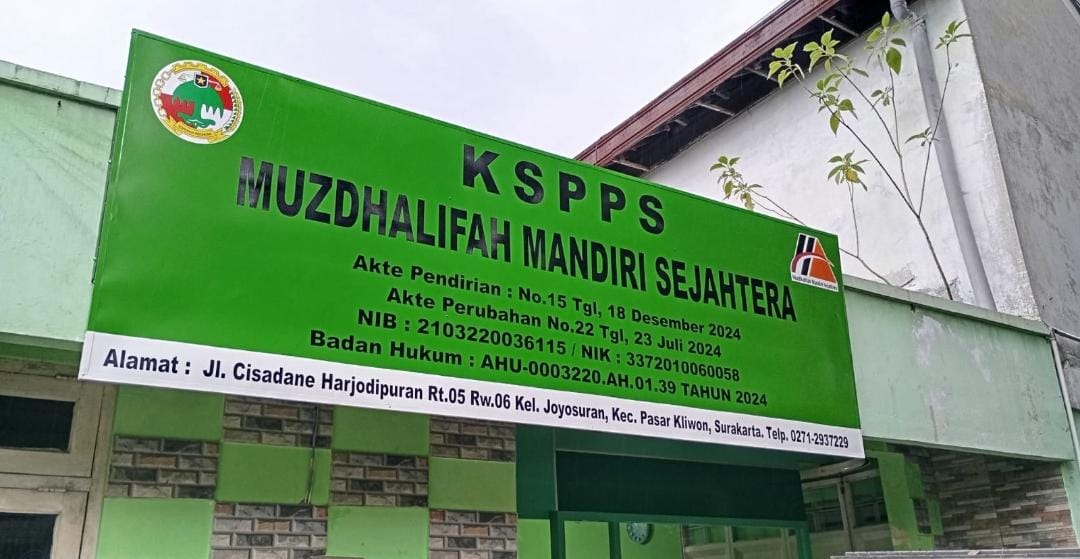 KSPPS
MUZDHALIFAH MANDIRI SEJAHTERA
Akte Pendirian : No.15 Tgl, 18 Desember 2024
Akte Perubahan No.22 Tgl, 23 Juli 2024
NIB : 2103220036115 / NIK : 3372010060058
Badan Hukum : AHU-0003220.AH.01.39 TAHUN 2024
Alamat : Jl. Cisadane Harjodipuran Rt.05 Rw.06 Kel. Joyosuran, Kec. Pasar Kliwon, Surakarta. Telp. 0271-2937229